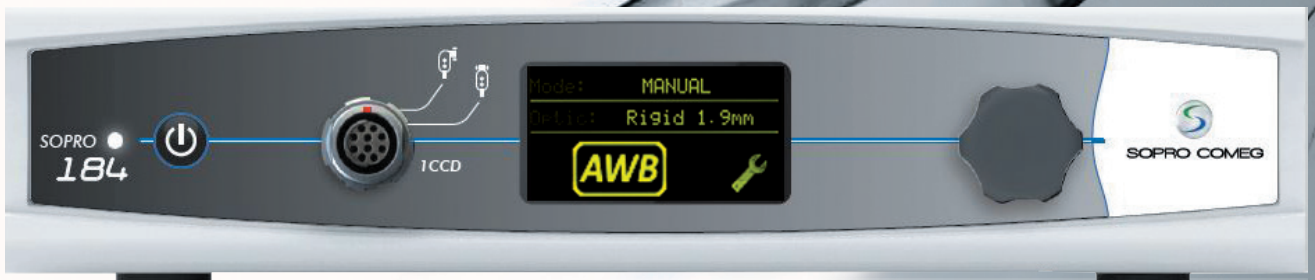 SOPRO
184
1CCD
Mode: MANUAL
Optic: Rigid 1.9mm
AWB
SOPRO COMEG